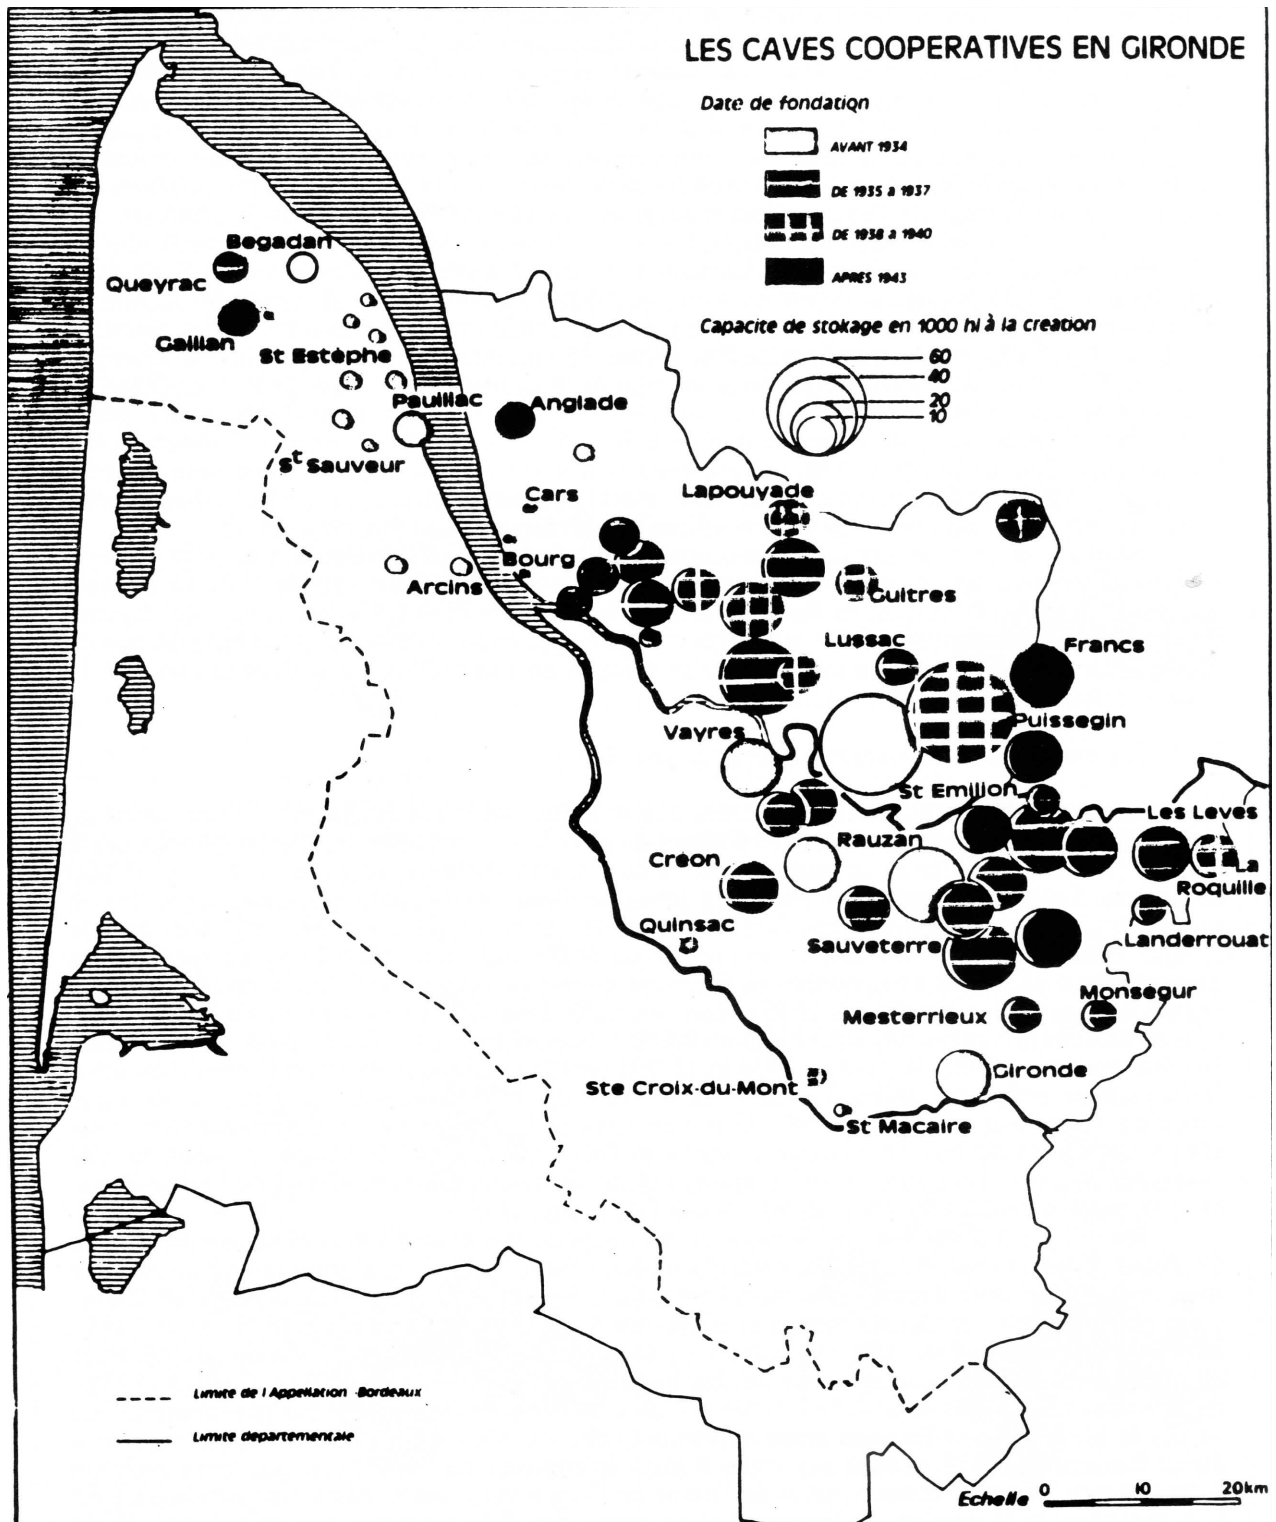 LES CAVES COOPERATIVES EN GIRONDE
Date de fondation
AVANT 1934
DE 1935 a 1937
DE 1938 a 1940
APRÈS 1943
Capacite de stokage en 1000 hl à la creation
60
40
20
10
Begadan
Queyrac
Gaillan
St Estèphe
Pauillac
Anglade
St Sauveur
Cars
Lapouyade
Bourg
Arcins
Guitres
Lussac
Francs
Puissegin
Vayres
St Emilion
Les Leves
Rauzan
Créon
La
Roquille
Quinsac
Sauveterre
Landerrouat
Monségur
Mesterrieux
Gironde
Ste Croix-du-Mont
St Macaire
Limite de l'Appellation Bordeaux
Limite départementale
Echelle 0 10 20km